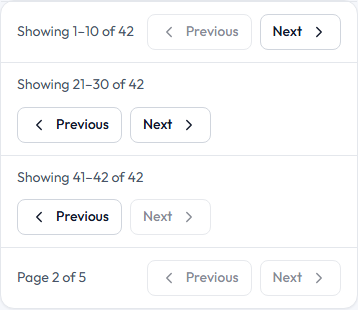 Showing 1–10 of 42 Previous Next
Showing 21–30 of 42
Previous Next
Showing 41–42 of 42
Previous Next
Page 2 of 5 Previous Next